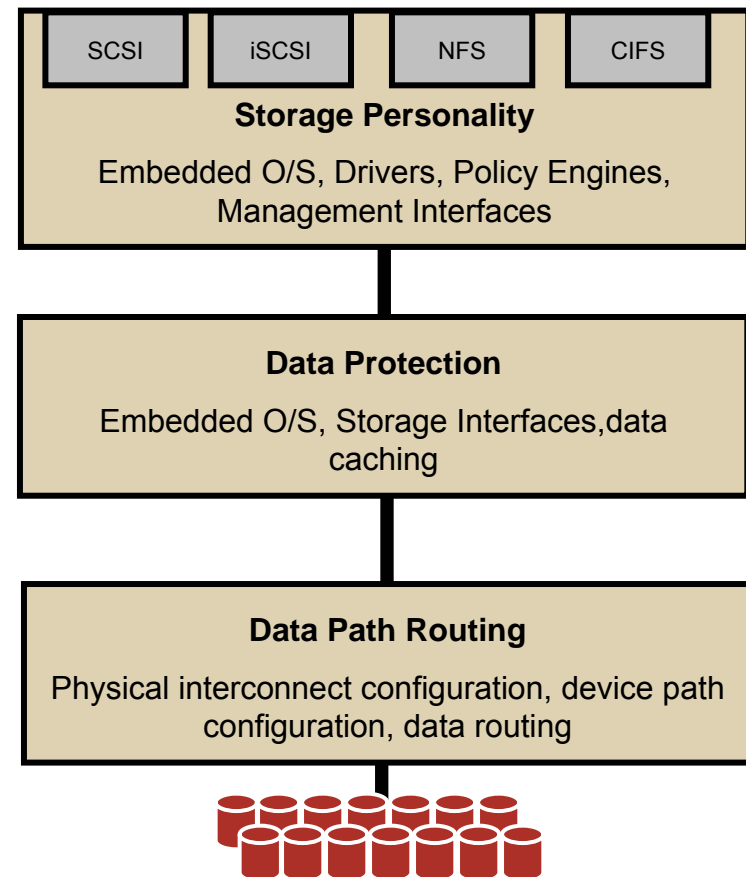 SCSI
iSCSI
NFS
CIFS
Storage Personality
Embedded O/S, Drivers, Policy Engines,
Management Interfaces
Data Protection
Embedded O/S, Storage Interfaces,data
caching
Data Path Routing
Physical interconnect configuration, device path
configuration, data routing